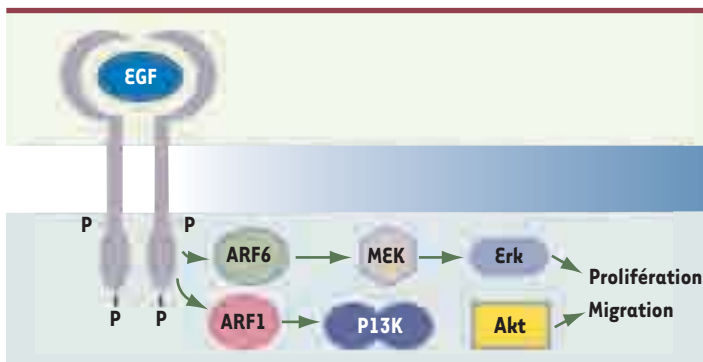 EGF
P P
ARF6 MEK Erk
Prolifération
Migration
ARF1 P13K Akt
P P